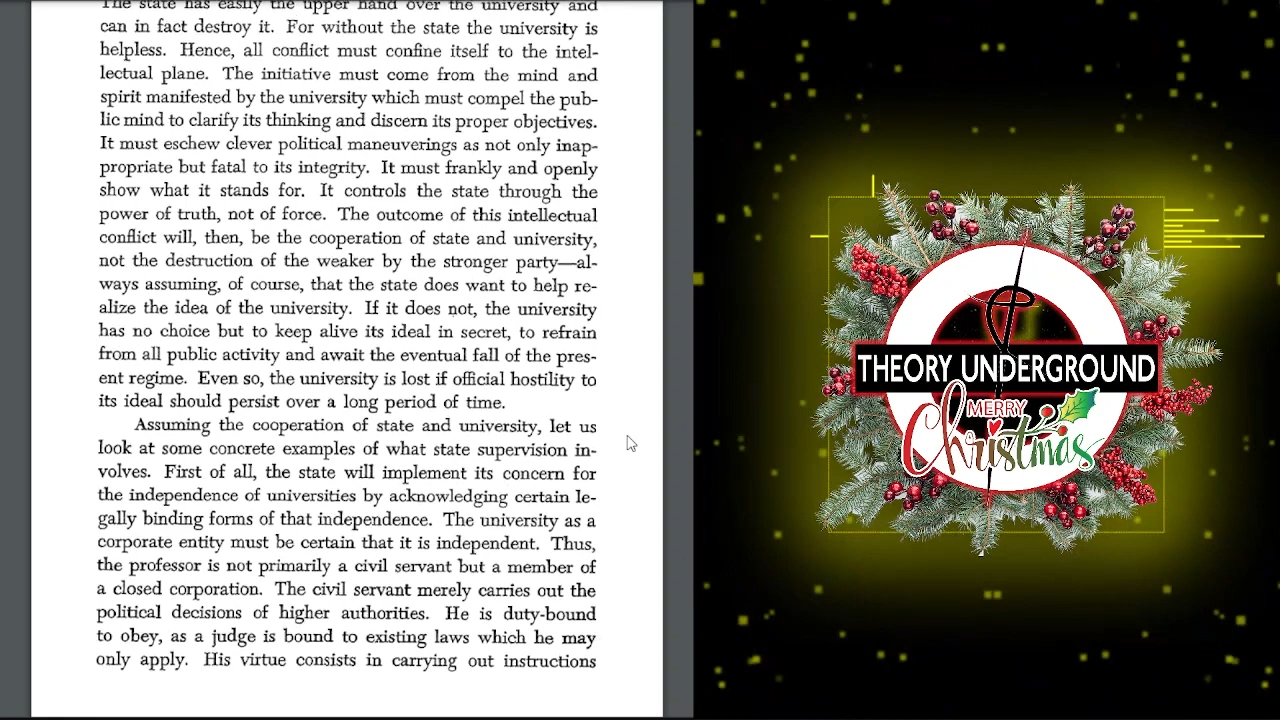 The state has easily the upper hand over the university and
can in fact destroy it. For without the state the university is
helpless. Hence, all conflict must confine itself to the intel-
lectual plane. The initiative must come from the mind and
spirit manifested by the university which must compel the pub-
lic mind to clarify its thinking and discern its proper objectives.
It must eschew clever political maneuverings as not only inap-
propriate but fatal to its integrity. It must frankly and openly
show what it stands for. It controls the state through the
power of truth, not of force. The outcome of this intellectual
conflict will, then, be the cooperation of state and university,
not the destruction of the weaker by the stronger party—al-
ways assuming, of course, that the state does want to help re-
alize the idea of the university. If it does not, the university
has no choice but to keep alive its ideal in secret, to refrain
from all public activity and await the eventual fall of the pres-
ent regime. Even so, the university is lost if official hostility to
its ideal should persist over a long period of time.
Assuming the cooperation of state and university, let us
look at some concrete examples of what state supervision in-
volves. First of all, the state will implement its concern for
the independence of universities by acknowledging certain le-
gally binding forms of that independence. The university as a
corporate entity must be certain that it is independent. Thus,
the professor is not primarily a civil servant but a member of
a closed corporation. The civil servant merely carries out the
political decisions of higher authorities. He is duty-bound
to obey, as a judge is bound to existing laws which he may
only apply. His virtue consists in carrying out instructions
THEORY UNDERGROUND
MERRY
Christmas